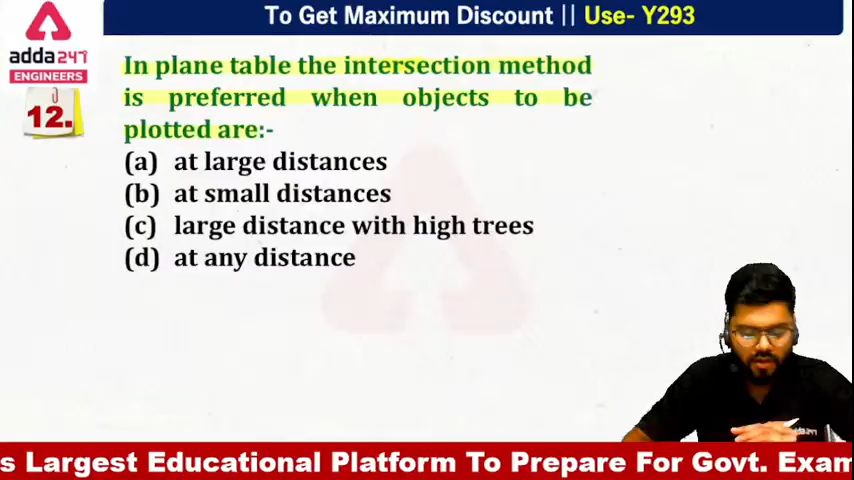 To Get Maximum Discount || Use- Y293
adda247
ENGINEERS
12.
In plane table the intersection method
is preferred when objects to be
plotted are:-
(a) at large distances
(b) at small distances
(c) large distance with high trees
(d) at any distance
s Largest Educational Platform To Prepare For Govt. Exam